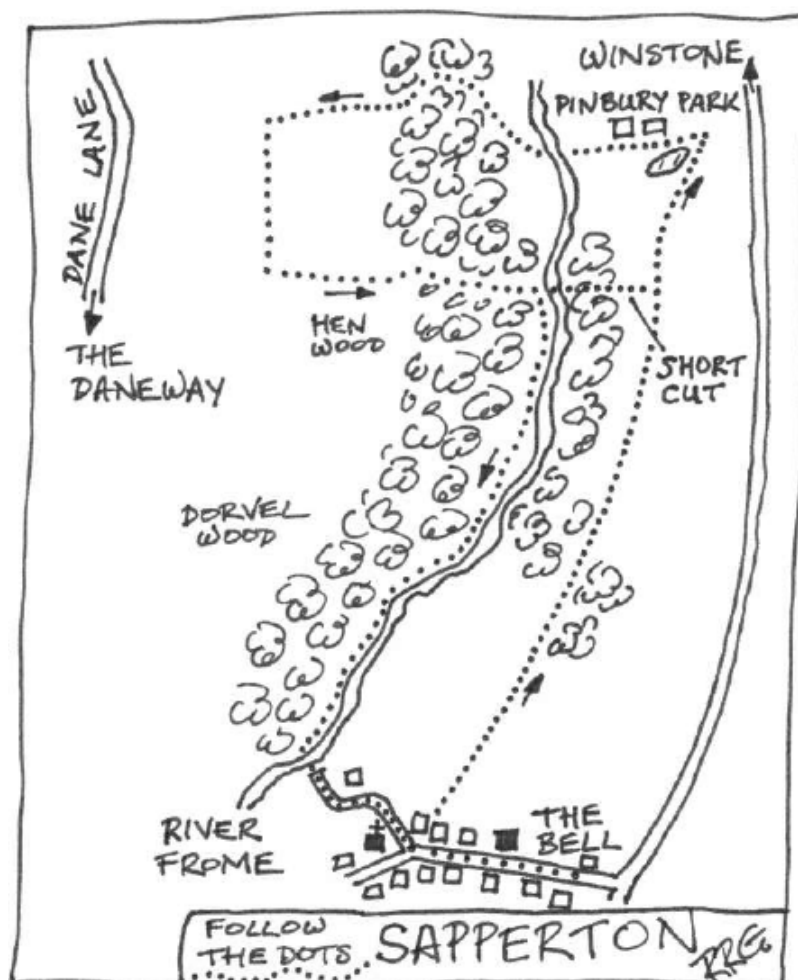 WINSTONE
PINBURY PARK
DANE LANE
THE
DANEWAY
HEN
WOOD
SHORT
CUT
DORVEL
WOOD
RIVER
FROME
THE
BELL
FOLLOW
THE DOTS
SAPPERTON